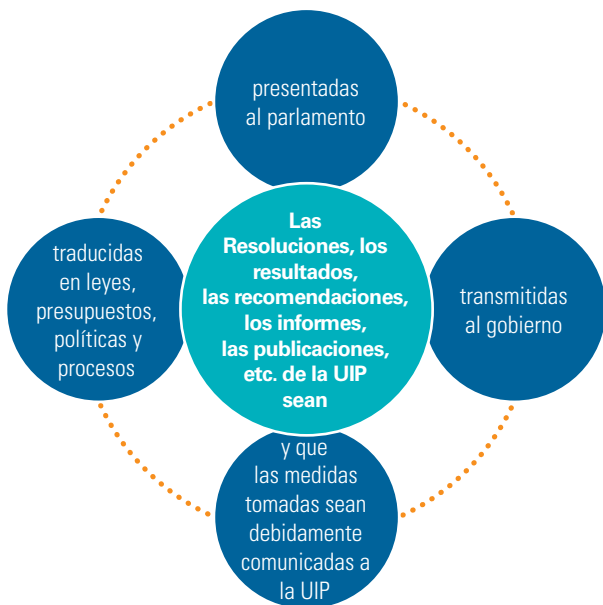 presentadas
al parlamento
Las
Resoluciones, los
resultados,
las recomendaciones,
los informes,
las publicaciones,
etc. de la UIP
sean
traducidas
en leyes,
presupuestos,
políticas y
procesos
transmitidas
al gobierno
y que
las medidas
tomadas sean
debidamente
comunicadas a
la UIP